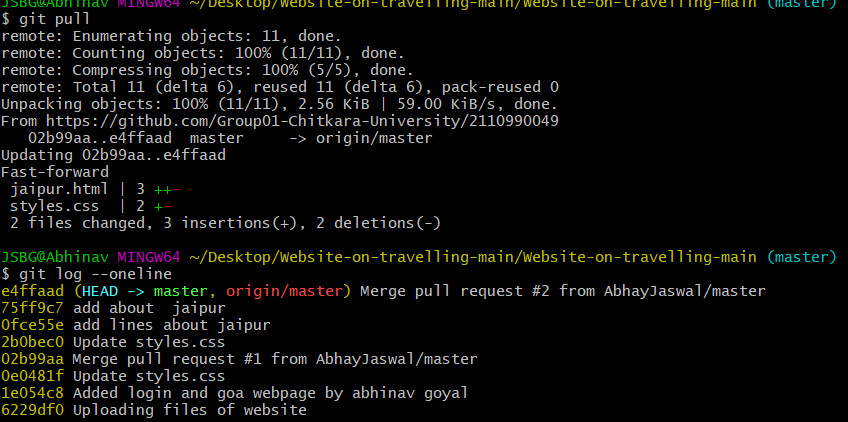 JSBG@Abhinav MINGW64 ~/Desktop/Website-on-travelling-main/Website-on-travelling-main (master)
$ git pull
remote: Enumerating objects: 11, done.
remote: Counting objects: 100% (11/11), done.
remote: Compressing objects: 100% (5/5), done.
remote: Total 11 (delta 6), reused 11 (delta 6), pack-reused 0
Unpacking objects: 100% (11/11), 2.56 KiB | 59.00 KiB/s, done.
From https://github.com/Group01-Chitkara-University/2110990049
   02b99aa..e4ffaad  master     -> origin/master
Updating 02b99aa..e4ffaad
Fast-forward
 jaipur.html | 3 ++-
 styles.css  | 2 +-
 2 files changed, 3 insertions(+), 2 deletions(-)
JSBG@Abhinav MINGW64 ~/Desktop/Website-on-travelling-main/Website-on-travelling-main (master)
$ git log --oneline
e4ffaad (HEAD -> master, origin/master) Merge pull request #2 from AbhayJaswal/master
75ff9c7 add about  jaipur
0fce55e add lines about jaipur
2b0bec0 Update styles.css
02b99aa Merge pull request #1 from AbhayJaswal/master
0e0481f Update styles.css
1e054c8 Added login and goa webpage by abhinav goyal
6229df0 Uploading files of website